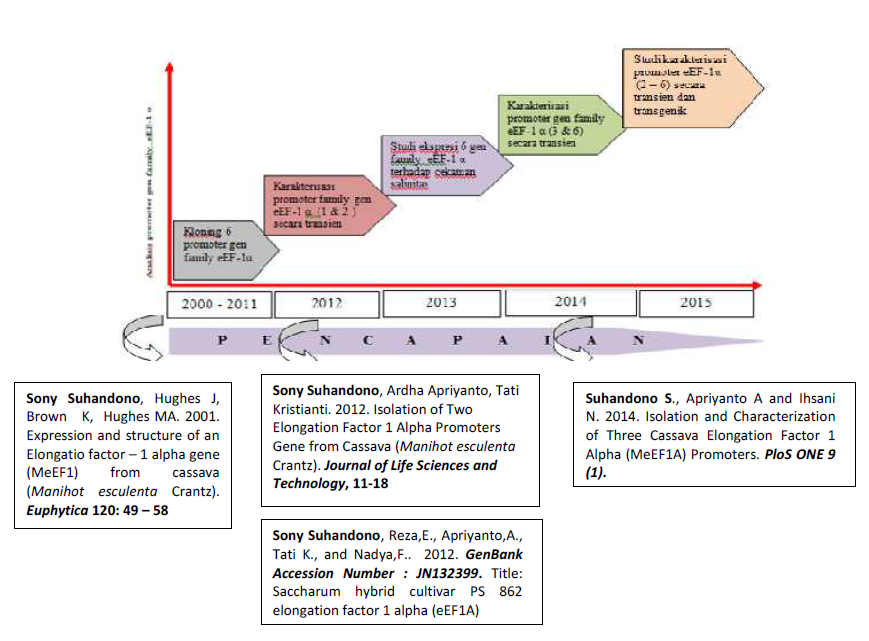 Analisis promoter gen family eEF-1 α
Kloning 6
promoter gen
family eEF-1α
Karakterisasi
promoter family gen
eEF-1 α (1 & 2 )
secara transien
Studi ekspresi 6 gen
family eEF-1 α
terhadap cekaman
salinitas
Karakterisasi
promoter gen family
eEF-1 α (3 & 6)
secara transien
Studi karakterisasi
promoter eEF-1α
(2 – 6) secara
transien dan
transgenik
2000 - 2011
2012
2013
2014
2015
P E N C A P A I A N
Sony Suhandono, Hughes J,
Brown K, Hughes MA. 2001.
Expression and structure of an
Elongatio factor – 1 alpha gene
(MeEF1) from cassava
(Manihot esculenta Crantz).
Euphytica 120: 49 – 58
Sony Suhandono, Ardha Apriyanto, Tati
Kristianti. 2012. Isolation of Two
Elongation Factor 1 Alpha Promoters
Gene from Cassava (Manihot esculenta
Crantz). Journal of Life Sciences and
Technology, 11-18
Sony Suhandono, Reza,E., Apriyanto,A.,
Tati K., and Nadya,F.. 2012. GenBank
Accession Number : JN132399. Title:
Saccharum hybrid cultivar PS 862
elongation factor 1 alpha (eEF1A)
Suhandono S., Apriyanto A and Ihsani
N. 2014. Isolation and Characterization
of Three Cassava Elongation Factor 1
Alpha (MeEF1A) Promoters. PloS ONE 9
(1).